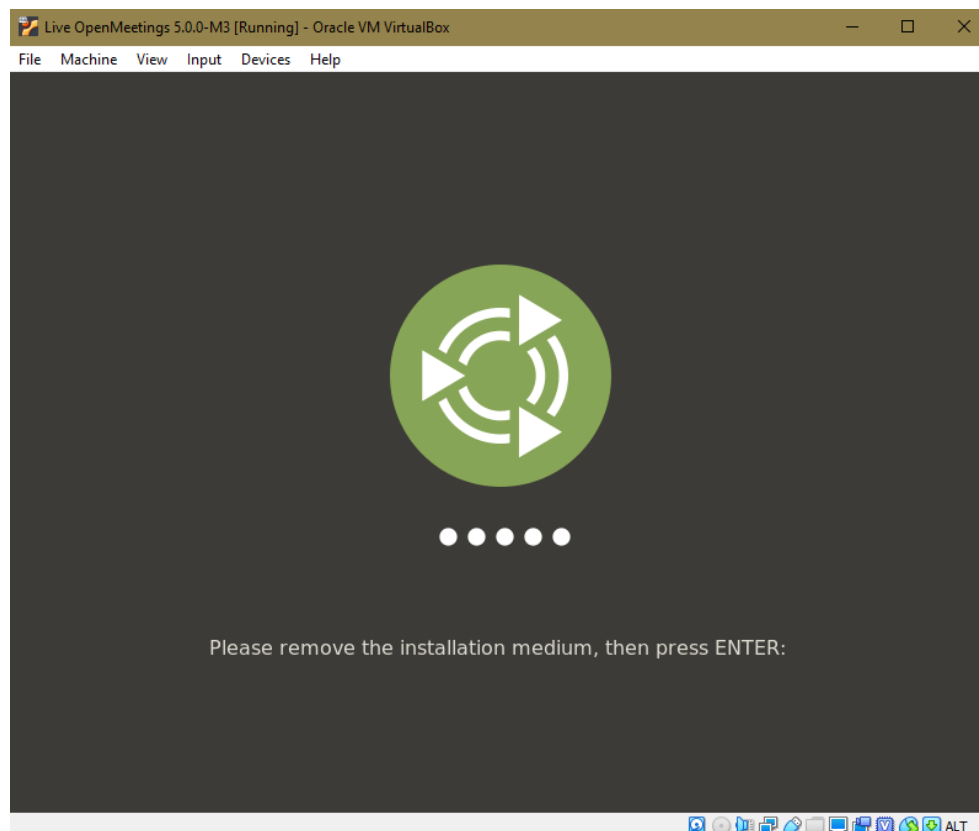 Live OpenMeetings 5.0.0-M3 [Running] - Oracle VM VirtualBox
File Machine View Input Devices Help
Please remove the installation medium, then press ENTER:
ALT